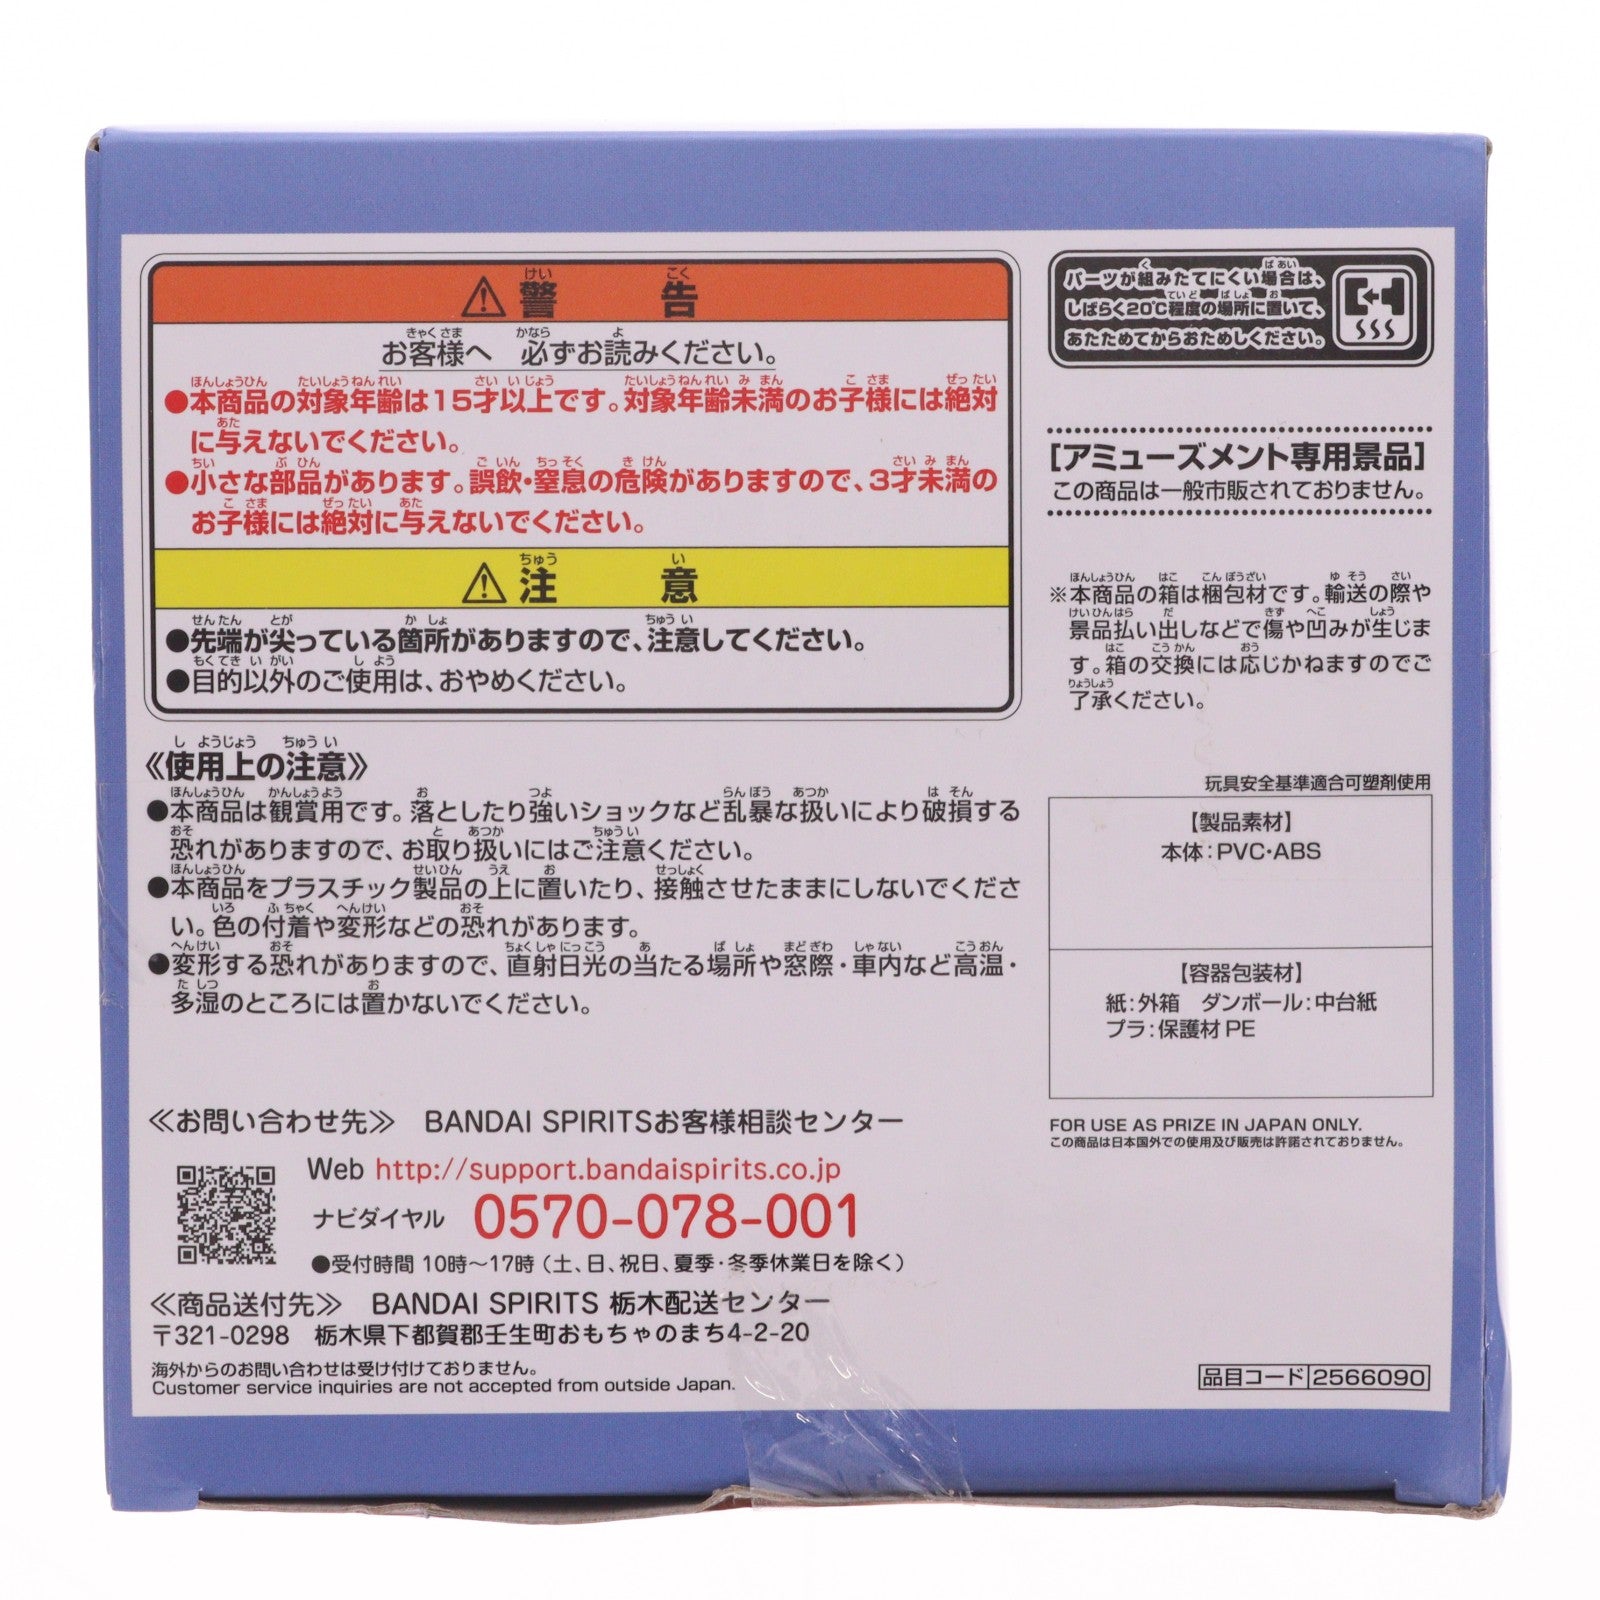 ⚠警告
お客様へ 必ずお読みください。
●本商品の対象年齢は15才以上です。対象年齢未満のお子様には絶対
に与えないでください。
●小さな部品があります。誤飲・窒息の危険がありますので、3才未満の
お子様には絶対に与えないでください。
⚠注意
●先端が尖っている箇所がありますので、注意してください。
●目的以外のご使用は、おやめください。
《使用上の注意》
●本商品は観賞用です。落としたり強いショックなど乱暴な扱いにより破損する
恐れがありますので、お取り扱いにはご注意ください。
●本商品をプラスチック製品の上に置いたり、接触させたままにしないでくださ
い。色の付着や変形などの恐れがあります。
●変形する恐れがありますので、直射日光の当たる場所や窓際・車内など高温・
多湿のところには置かないでください。
≪お問い合わせ先≫ BANDAI SPIRITSお客様相談センター
Web http://support.bandaispirits.co.jp
ナビダイヤル 0570-078-001
●受付時間 10時～17時(土、日、祝日、夏季・冬季休業日を除く)
≪商品送付先≫ BANDAI SPIRITS 栃木配送センター
〒321-0298 栃木県下都賀郡壬生町おもちゃのまち4-2-20
海外からのお問い合わせは受け付けておりません。
Customer service inquiries are not accepted from outside Japan.
パーツが組みたてにくい場合は、
しばらく20℃程度の場所に置いて、
あたためてからおためしください。
[アミューズメント専用景品]
この商品は一般市販されておりません。
※本商品の箱は梱包材です。輸送の際や
景品払い出しなどで傷や凹みが生じま
す。箱の交換には応じかねますのでご
了承ください。
玩具安全基準適合可塑剤使用
【製品素材】
本体:PVC・ABS
【容器包装材】
紙:外箱 ダンボール:中台紙
プラ:保護材 PE
FOR USE AS PRIZE IN JAPAN ONLY.
この商品は日本国外での使用及び販売は許諾されておりません。
品目コード 2566090